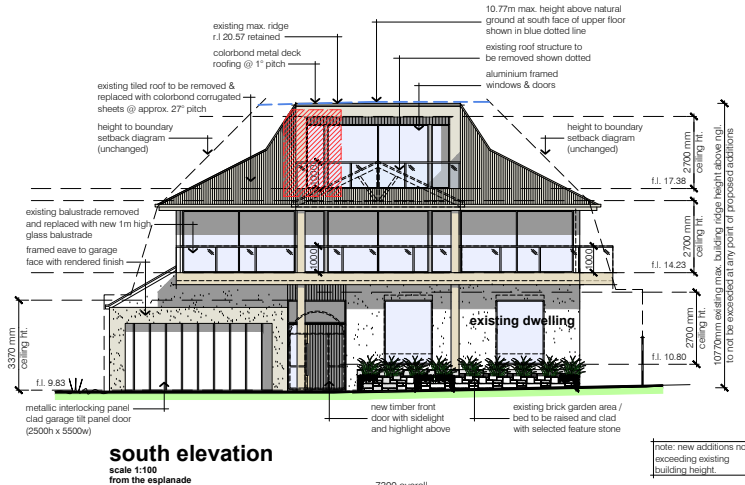 existing max. ridge
r.l 20.57 retained
10.77m max. height above natural
ground at south face of upper floor
shown in blue dotted line
colorbond metal deck
roofing @ 1° pitch
existing roof structure to
be removed shown dotted
existing tiled roof to be removed &
replaced with colorbond corrugated
sheets @ approx. 27° pitch
aluminium framed
windows & doors
height to boundary
setback diagram
(unchanged)
height to boundary
setback diagram
(unchanged)
2700 mm
ceiling ht.
f.l. 17.38
1000
existing balustrade removed
and replaced with new 1m high
glass balustrade
framed eave to garage
face with rendered finish
1000
1000
2700 mm
ceiling ht.
f.l. 14.23
10770mm existing max. building ridge height above ngl.
to not be exceeded at any point of proposed additions
existing dwelling
3370 mm
ceiling ht.
2700 mm
ceiling ht.
f.l. 10.80
f.l. 9.83
metallic interlocking panel
clad garage tilt panel door
(2500h x 5500w)
new timber front
door with sidelight
and highlight above
existing brick garden area /
bed to be raised and clad
with selected feature stone
south elevation
scale 1:100
from the esplanade
note: new additions no
exceeding existing
building height.
7200 overall